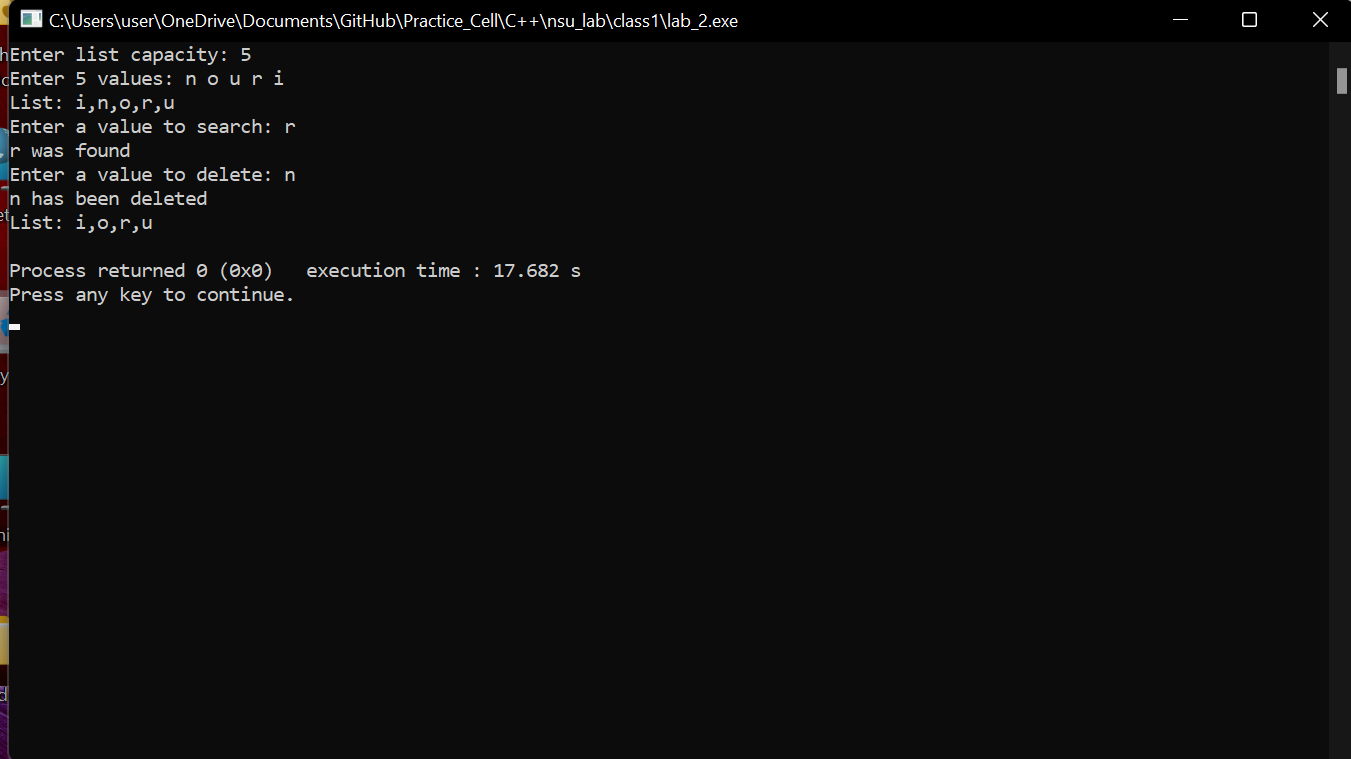 C:\Users\user\OneDrive\Documents\GitHub\Practice_Cell\C++\nsu_lab\class1\lab_2.exe
Enter list capacity: 5
Enter 5 values: n o u r i
List: i,n,o,r,u
Enter a value to search: r
r was found
Enter a value to delete: n
n has been deleted
List: i,o,r,u
Process returned 0 (0x0)   execution time : 17.682 s
Press any key to continue.